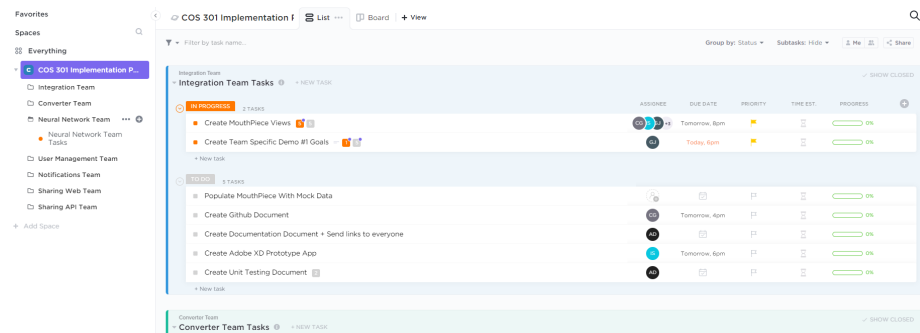 Favorites
Spaces
Everything
C COS 301 Implementation P...
Integration Team
Converter Team
Neural Network Team
Neural Network Team Tasks
User Management Team
Notifications Team
Sharing Web Team
Sharing API Team
+ Add Space
COS 301 Implementation P List Board + View
Filter by task name...
Group by: Status Subtasks: Hide Me Share
Integration Team
Integration Team Tasks + NEW TASK SHOW CLOSED
IN PROGRESS 2 TASKS ASSIGNEE DUE DATE PRIORITY TIME EST. PROGRESS
Create MouthPiece Views CG GJ Tomorrow, 8pm 0%
Create Team Specific Demo #1 Goals GJ Today, 6pm 0%
+ New task
TO DO 5 TASKS
Populate MouthPiece With Mock Data 0%
Create Github Document CG Tomorrow, 4pm 0%
Create Documentation Document + Send links to everyone AD 0%
Create Adobe XD Prototype App Tomorrow, 6pm 0%
Create Unit Testing Document AD 0%
+ New task
Converter Team
Converter Team Tasks + NEW TASK SHOW CLOSED